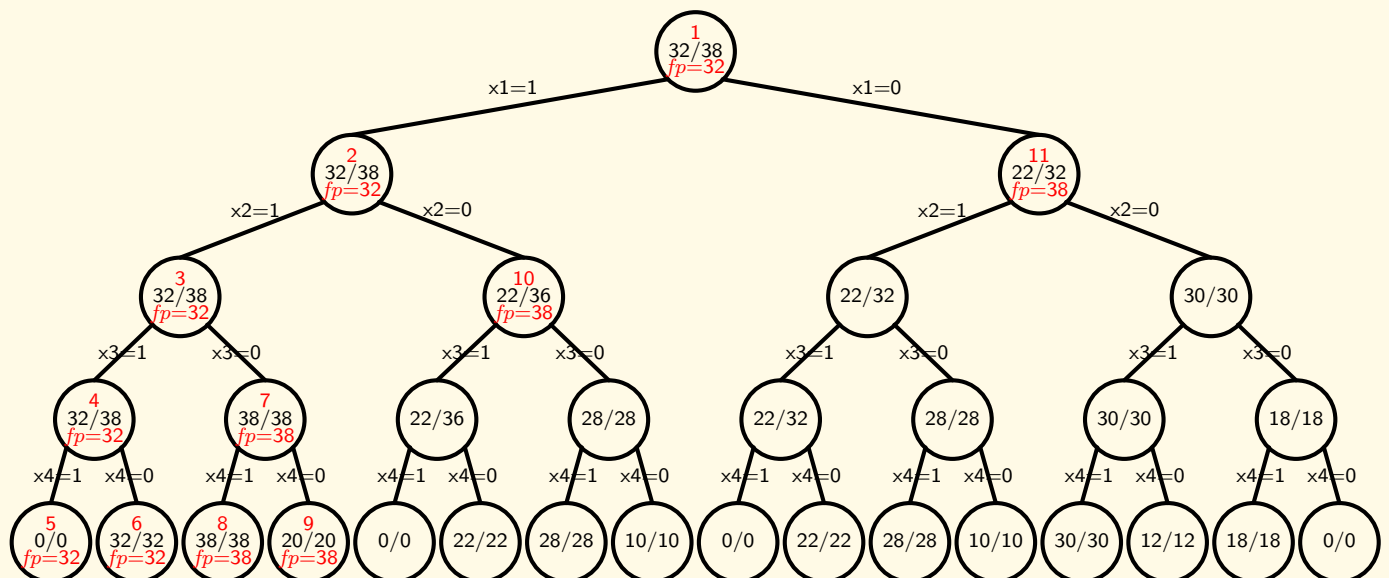 1
32/38
fp=32
x1=1
x1=0
2
32/38
fp=32
11
22/32
fp=38
x2=1
x2=0
x2=1
x2=0
3
32/38
fp=32
10
22/36
fp=38
22/32
30/30
x3=1
x3=0
x3=1
x3=0
x3=1
x3=0
x3=1
x3=0
4
32/38
fp=32
7
38/38
fp=38
22/36
28/28
22/32
28/28
30/30
18/18
x4=1
x4=0
x4=1
x4=0
x4=1
x4=0
x4=1
x4=0
x4=1
x4=0
x4=1
x4=0
x4=1
x4=0
x4=1
x4=0
5
0/0
fp=32
6
32/32
fp=32
8
38/38
fp=38
9
20/20
fp=38
0/0
22/22
28/28
10/10
0/0
22/22
28/28
10/10
30/30
12/12
18/18
0/0